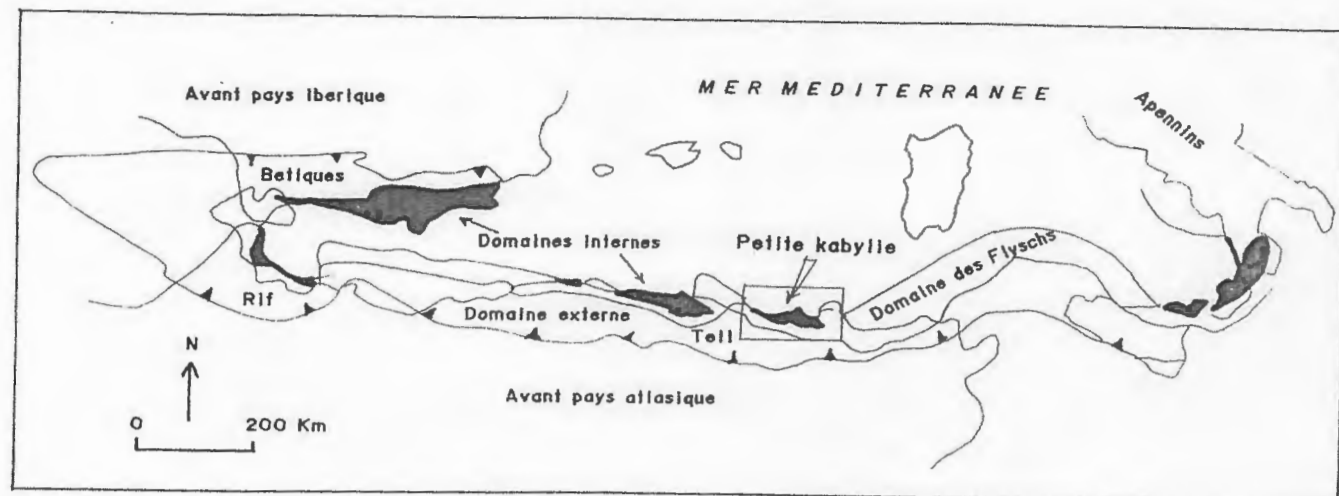 Avant pays iberique
MER MEDITERRANEE
Apennins
Betiques
Domaines internes
Petite kabylie
Domaine des Flyschs
Rif
Domaine externe
Tell
N
Avant pays atlasique
0 200 Km